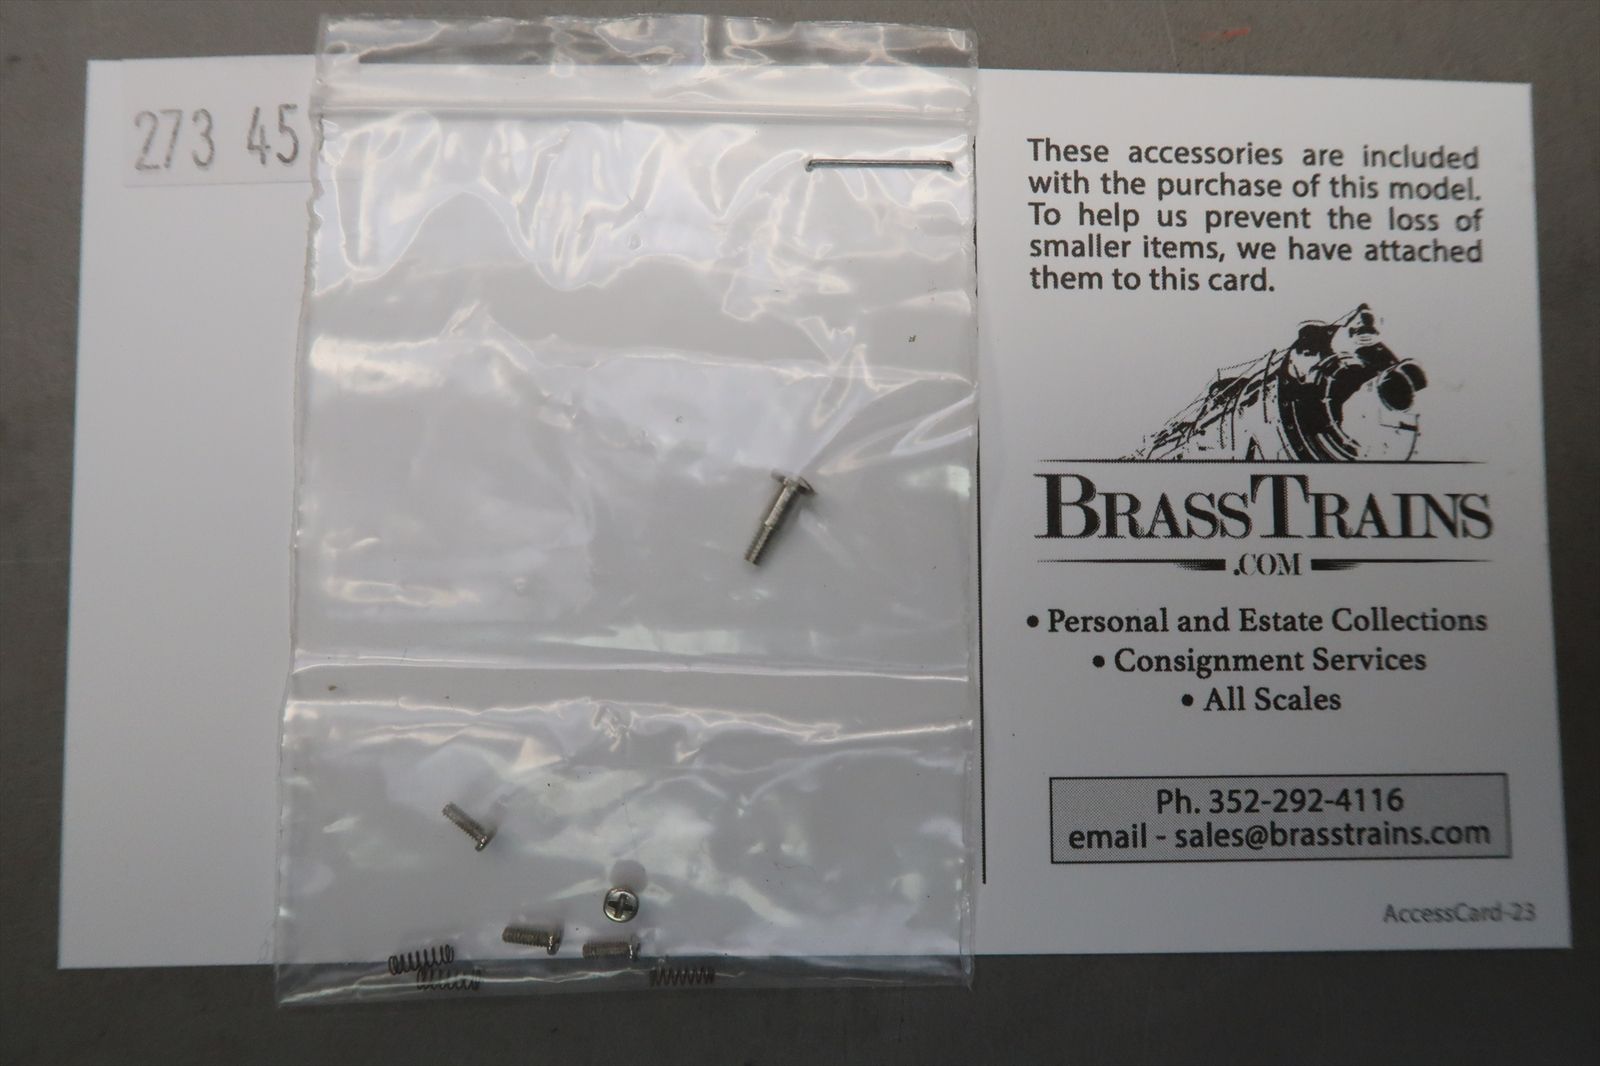 273 45
These accessories are included
with the purchase of this model.
To help us prevent the loss of
smaller items, we have attached
them to this card.
BRASSTRAINS
.COM
• Personal and Estate Collections
• Consignment Services
• All Scales
Ph. 352-292-4116
email - sales@brasstrains.com
AccessCard-23